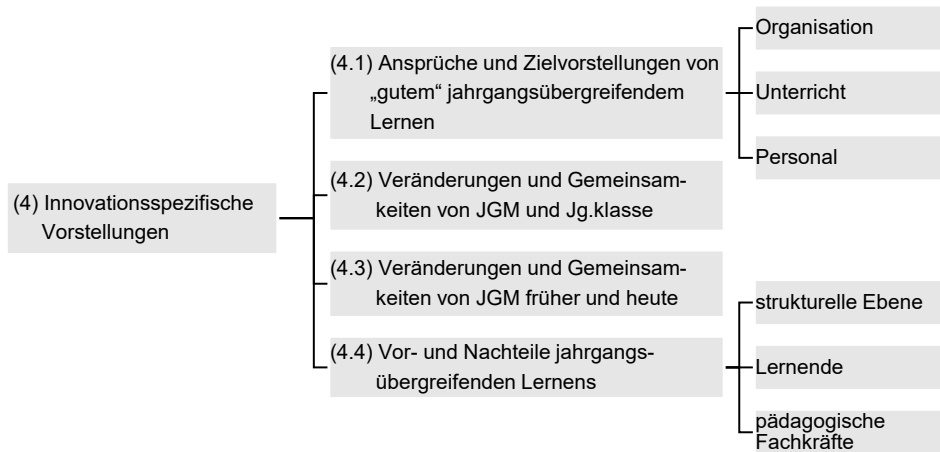 (4) Innovationsspezifische
Vorstellungen
(4.1) Ansprüche und Zielvorstellungen von
„gutem“ jahrgangsübergreifendem
Lernen
Organisation
Unterricht
Personal
(4.2) Veränderungen und Gemeinsam-
keiten von JGM und Jg.klasse
(4.3) Veränderungen und Gemeinsam-
keiten von JGM früher und heute
(4.4) Vor- und Nachteile jahrgangs-
übergreifenden Lernens
strukturelle Ebene
Lernende
pädagogische
Fachkräfte